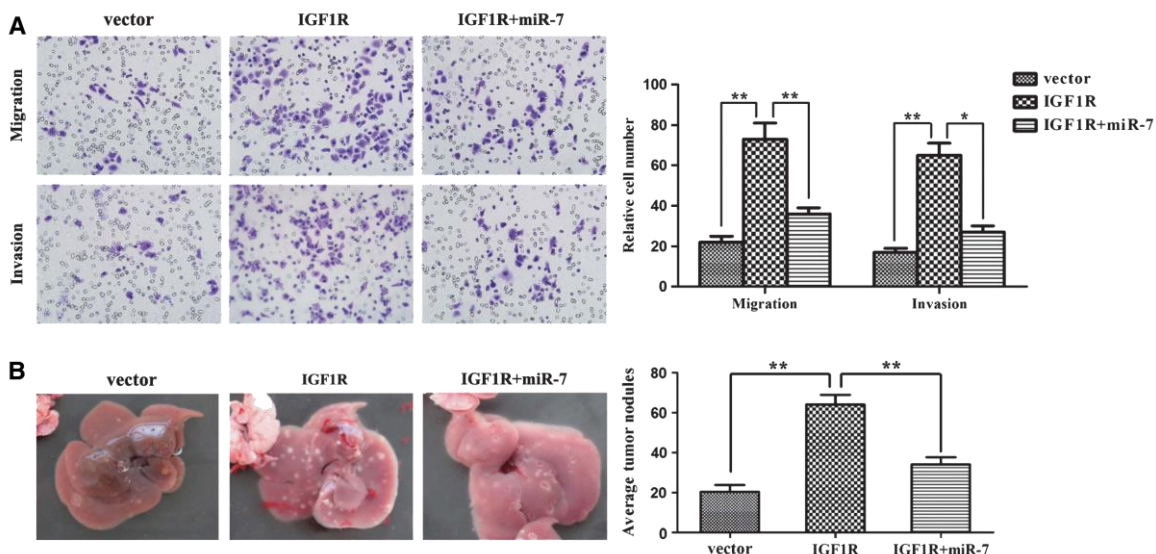 A
vector IGF1R IGF1R+miR-7
Migration
Invasion
Relative cell number
100
80
60
40
20
0
** ** ** *
Migration Invasion
vector
IGF1R
IGF1R+miR-7
B
vector IGF1R IGF1R+miR-7
Average tumor nodules
80
60
40
20
0
** **
vector IGF1R IGF1R+miR-7